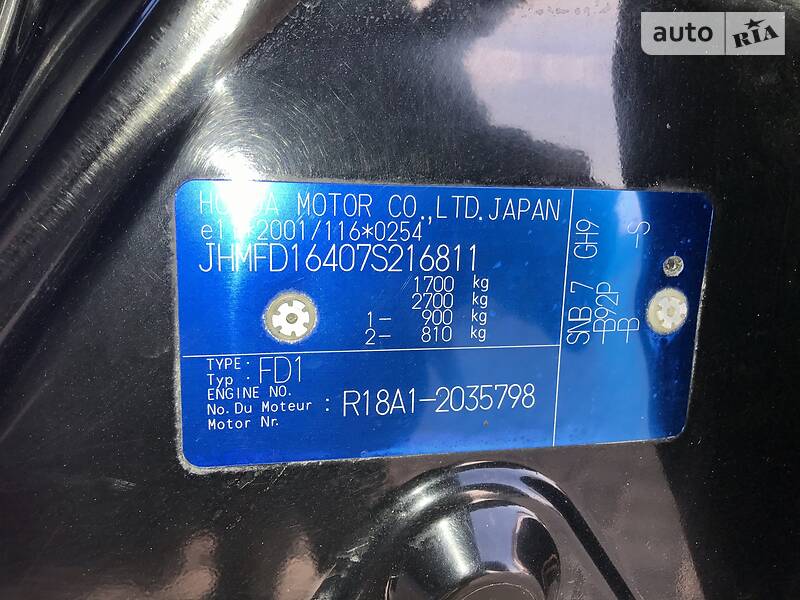 auto RIA
HONDA MOTOR CO.,LTD.JAPAN
e11*2001/116*0254
JHMFD16407S216811
1700 kg
2700 kg
1- 900 kg
2- 810 kg
TYPE:
Typ : FD1
ENGINE NO.
No. Du Moteur : R18A1-2035798
Motor Nr.
SNB 7 GH9
-B92P -S
-B